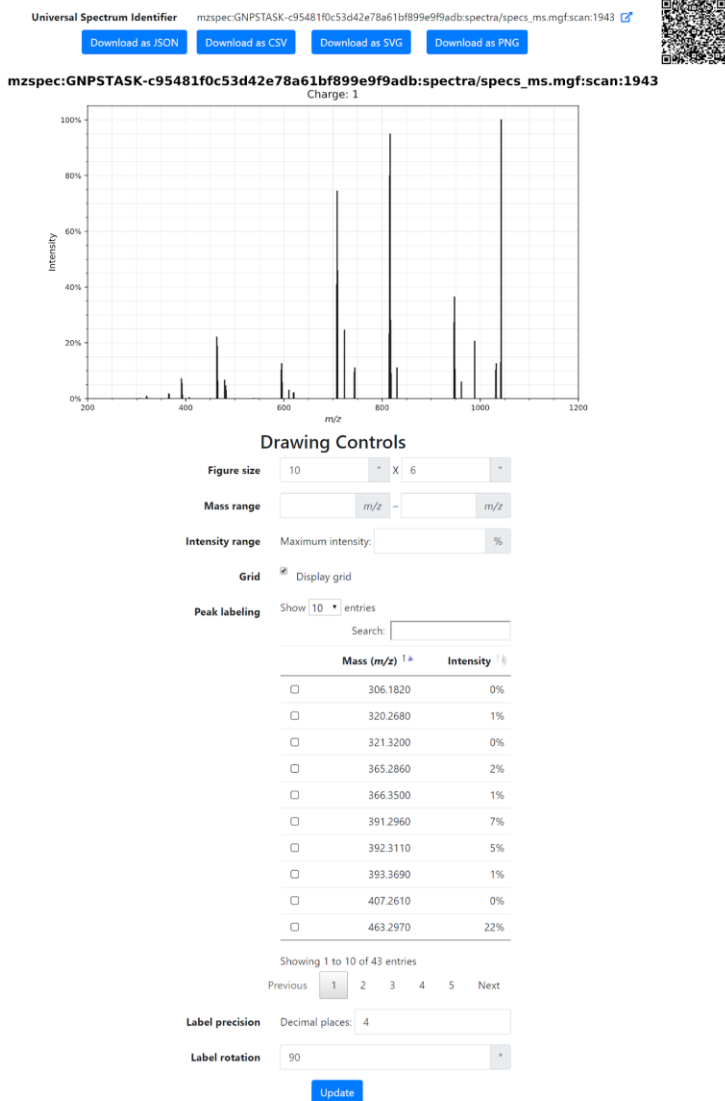 Universal Spectrum Identifier mzspec:GNPSTASK-c95481f0c53d42e78a61bf899e9f9adb:spectra/specs_ms.mgf:scan:1943
Download as JSON Download as CSV Download as SVG Download as PNG
mzspec:GNPSTASK-c95481f0c53d42e78a61bf899e9f9adb:spectra/specs_ms.mgf:scan:1943
Charge: 1
100%
80%
60%
40%
20%
0%
Intensity
200 400 600 800 1000 1200
m/z
Drawing Controls
Figure size 10 " X 6 "
Mass range m/z – m/z
Intensity range Maximum intensity: %
Grid Display grid
Peak labeling Show 10 entries
Search:
Mass (m/z) Intensity
306.1820 0%
320.2680 1%
321.3200 0%
365.2860 2%
366.3500 1%
391.2960 7%
392.3110 5%
393.3690 1%
407.2610 0%
463.2970 22%
Showing 1 to 10 of 43 entries
Previous 1 2 3 4 5 Next
Label precision Decimal places: 4
Label rotation 90 °
Update